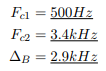 F_{c1} = 500Hz
F_{c2} = 3.4kHz
Δ_B = 2.9kHz